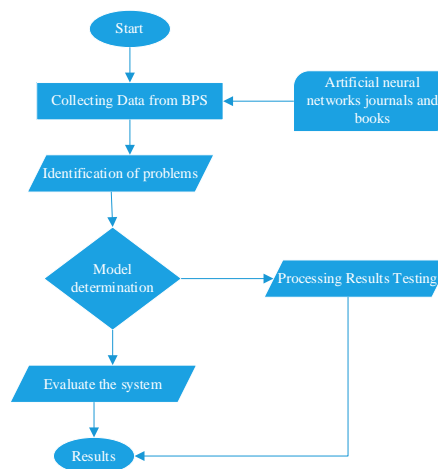 Start
Collecting Data from BPS
Artificial neural
networks journals and
books
Identification of problems
Model
determination
Processing Results Testing
Evaluate the system
Results